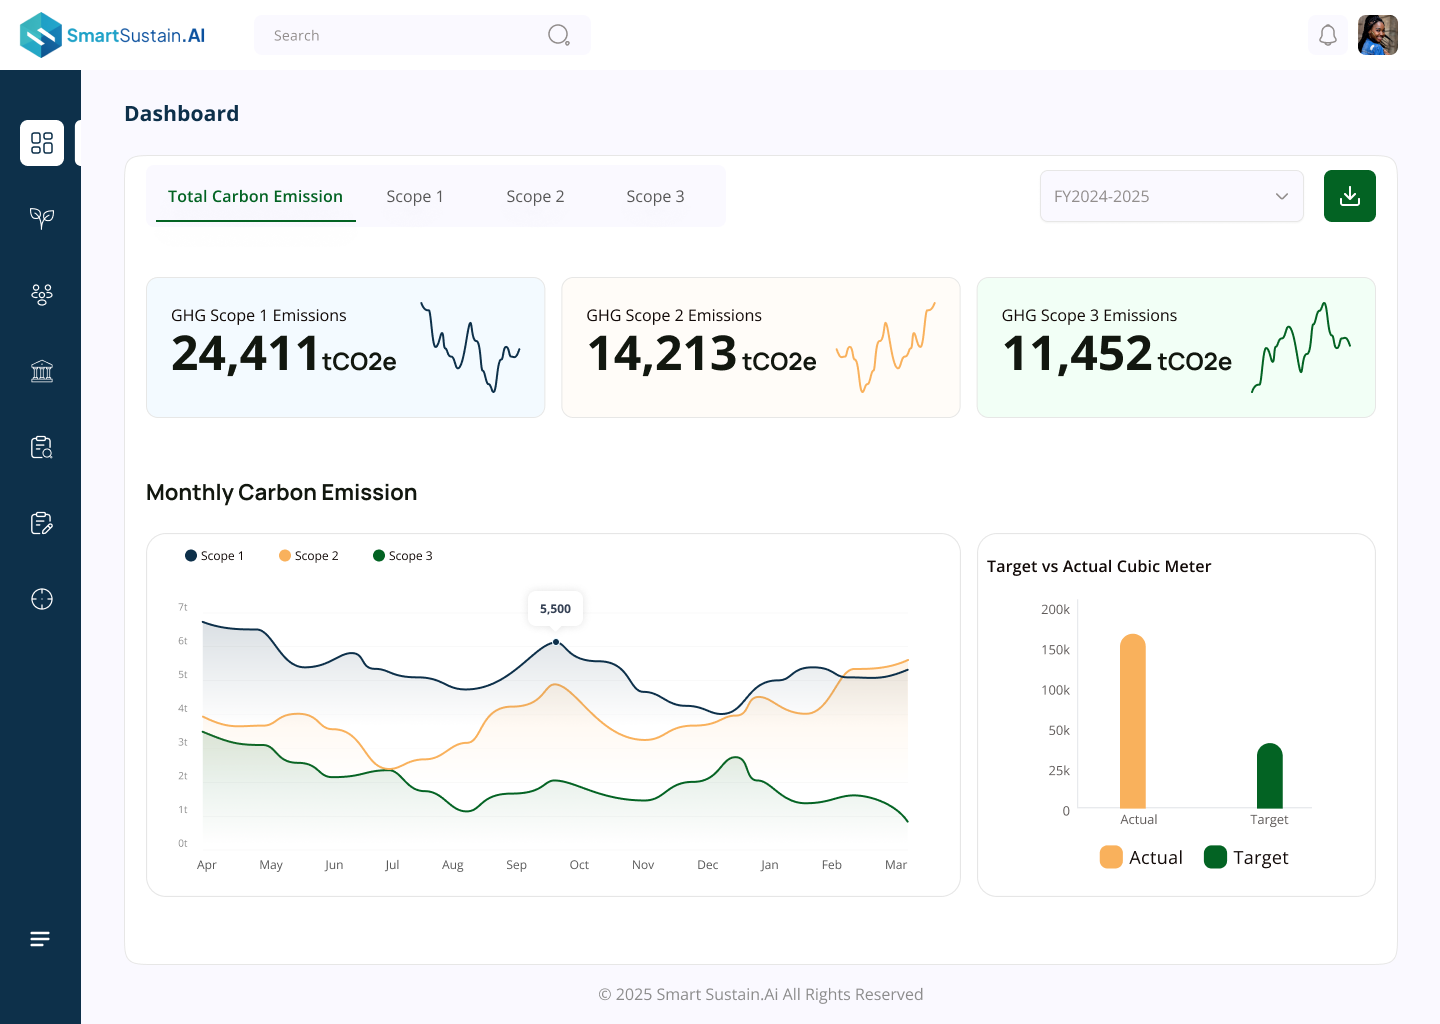 SmartSustain.AI
Search
Dashboard
Total Carbon Emission
Scope 1
Scope 2
Scope 3
FY2024-2025
GHG Scope 1 Emissions
24,411 tCO2e
GHG Scope 2 Emissions
14,213 tCO2e
GHG Scope 3 Emissions
11,452 tCO2e
Monthly Carbon Emission
Scope 1
Scope 2
Scope 3
5,500
7t
6t
5t
4t
3t
2t
1t
0t
Apr
May
Jun
Jul
Aug
Sep
Oct
Nov
Dec
Jan
Feb
Mar
Target vs Actual Cubic Meter
200k
150k
100k
50k
25k
0
Actual
Target
Actual
Target
© 2025 Smart Sustain.Ai All Rights Reserved